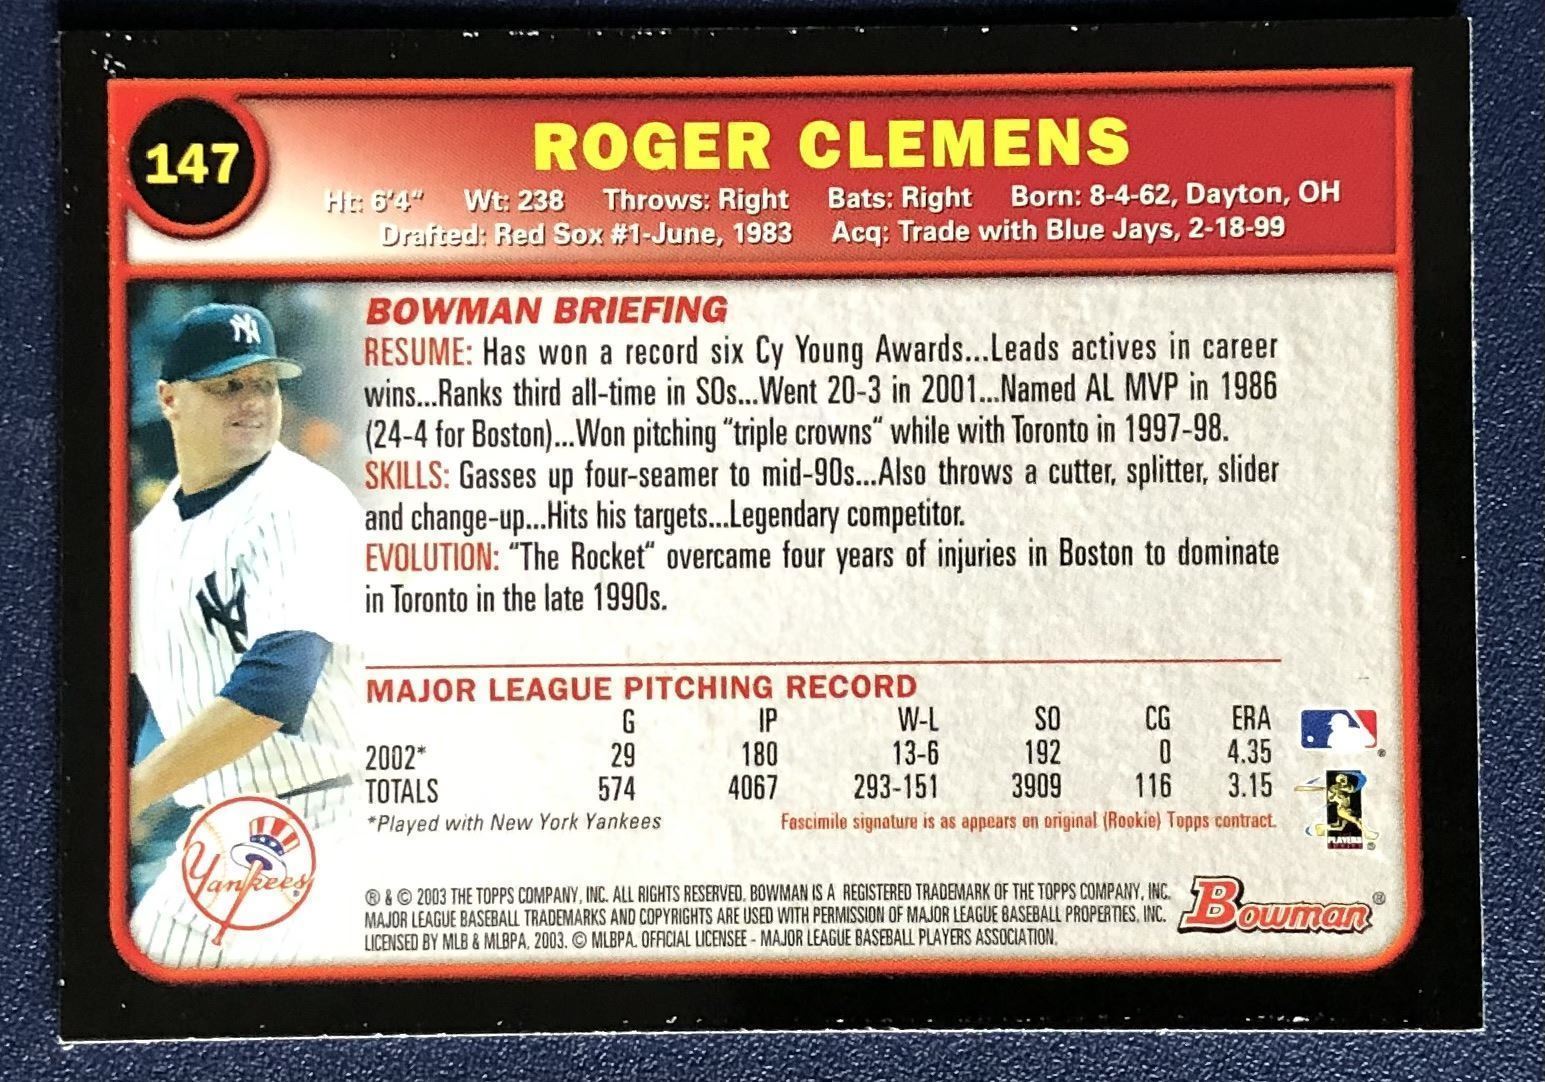 147
ROGER CLEMENS
Ht: 6'4" Wt: 238 Throws: Right Bats: Right Born: 8-4-62, Dayton, OH
Drafted: Red Sox #1-June, 1983 Acq: Trade with Blue Jays, 2-18-99
BOWMAN BRIEFING
RESUME: Has won a record six Cy Young Awards...Leads actives in career
wins...Ranks third all-time in SOs...Went 20-3 in 2001...Named AL MVP in 1986
(24-4 for Boston)...Won pitching "triple crowns" while with Toronto in 1997-98.
SKILLS: Gasses up four-seamer to mid-90s...Also throws a cutter, splitter, slider
and change-up...Hits his targets...Legendary competitor.
EVOLUTION: "The Rocket" overcame four years of injuries in Boston to dominate
in Toronto in the late 1990s.
MAJOR LEAGUE PITCHING RECORD
G IP W-L SO CG ERA
2002* 29 180 13-6 192 0 4.35
TOTALS 574 4067 293-151 3909 116 3.15
*Played with New York Yankees Fascimile signature is as appears on original (Rookie) Topps contract.
NY
NY
Yankees
PLAYERS
® & © 2003 THE TOPPS COMPANY, INC. ALL RIGHTS RESERVED. BOWMAN IS A REGISTERED TRADEMARK OF THE TOPPS COMPANY, INC.
MAJOR LEAGUE BASEBALL TRADEMARKS AND COPYRIGHTS ARE USED WITH PERMISSION OF MAJOR LEAGUE BASEBALL PROPERTIES, INC.
LICENSED BY MLB & MLBPA, 2003. © MLBPA. OFFICIAL LICENSEE - MAJOR LEAGUE BASEBALL PLAYERS ASSOCIATION.
Bowman®